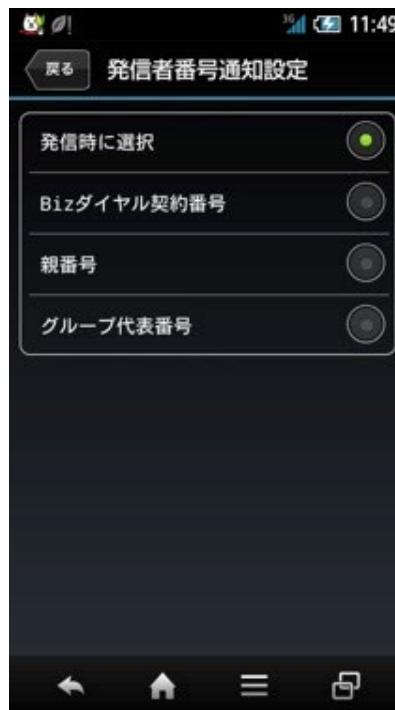 3G 11:49
戻る 発信者番号通知設定
発信時に選択
Bizダイヤル契約番号
親番号
グループ代表番号